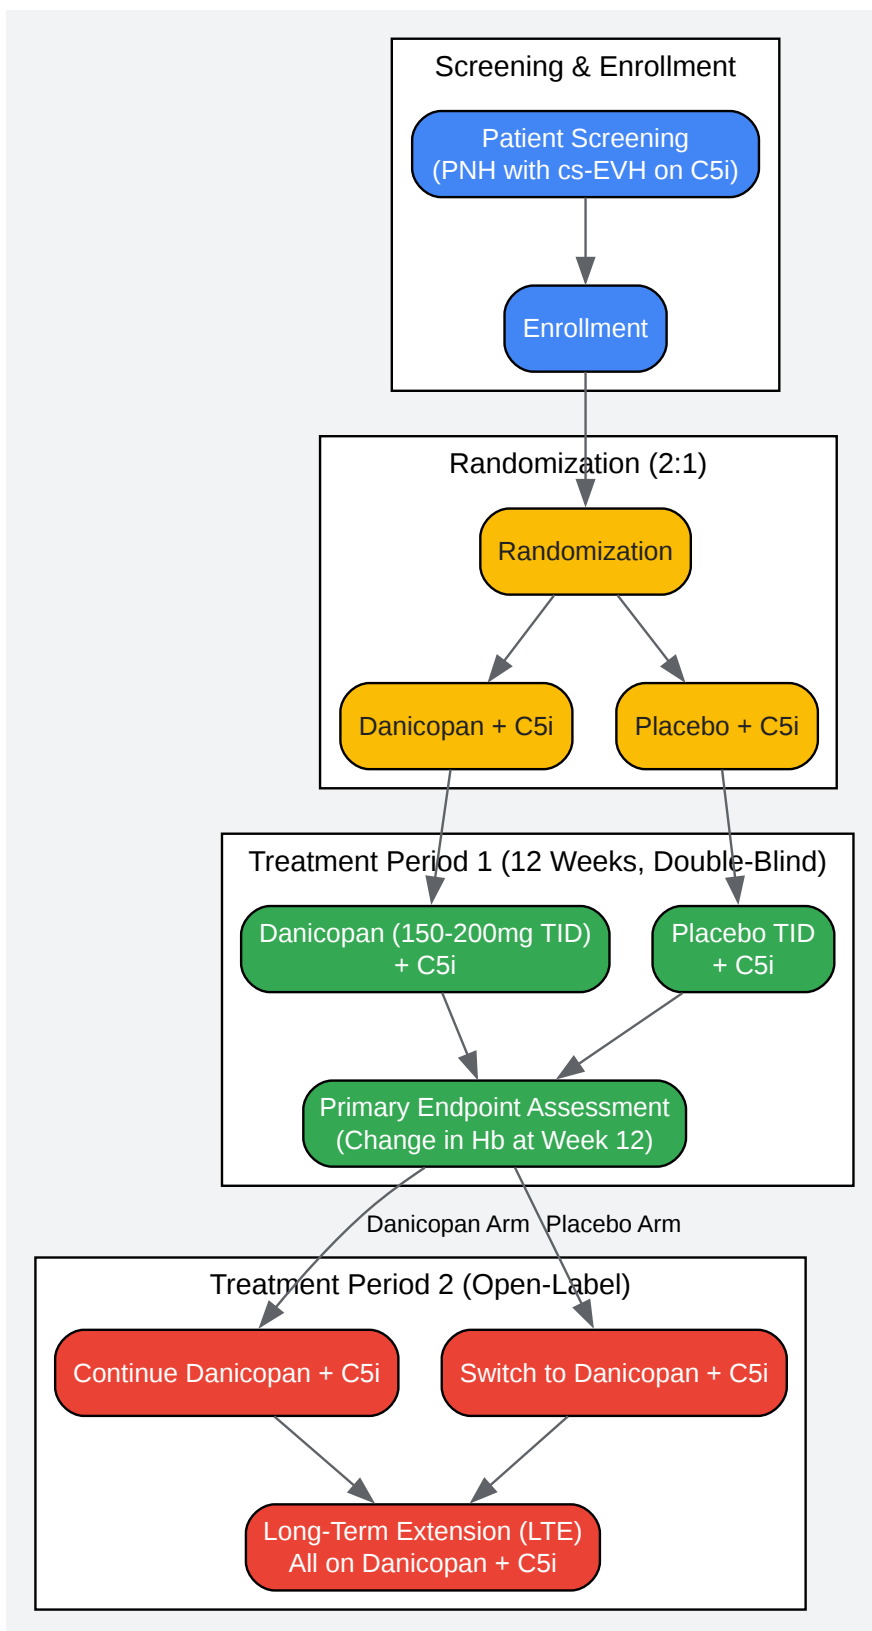 Screening & Enrollment
Patient Screening
(PNH with cs-EVH on C5i)
Enrollment
Randomization (2:1)
Randomization
Danicopan + C5i
Placebo + C5i
Treatment Period 1 (12 Weeks, Double-Blind)
Danicopan (150-200mg TID)
+ C5i
Placebo TID
+ C5i
Primary Endpoint Assessment
(Change in Hb at Week 12)
Danicopan Arm
Placebo Arm
Treatment Period 2 (Open-Label)
Continue Danicopan + C5i
Switch to Danicopan + C5i
Long-Term Extension (LTE)
All on Danicopan + C5i